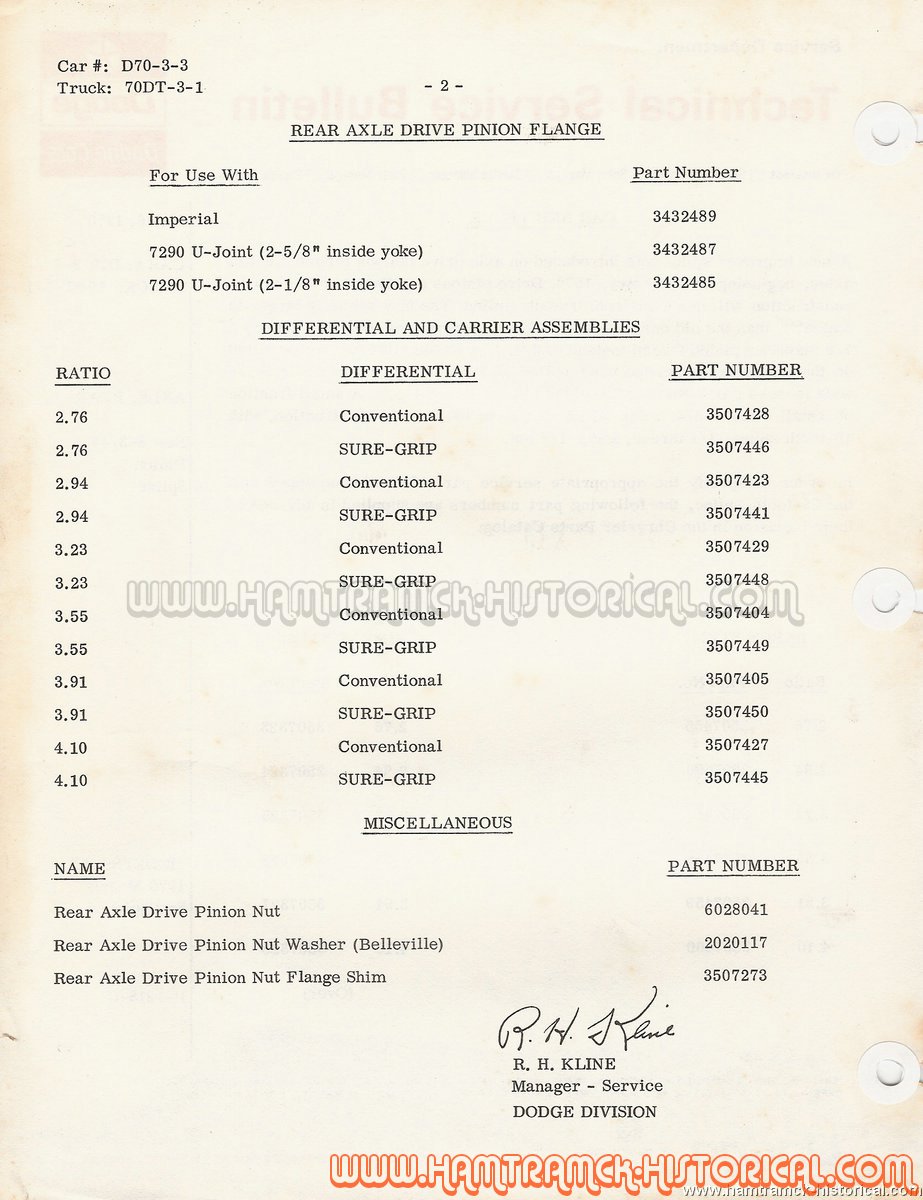 Car #: D70-3-3
Truck: 70DT-3-1
- 2 -
REAR AXLE DRIVE PINION FLANGE
For Use With Part Number
Imperial 3432489
7290 U-Joint (2-5/8" inside yoke) 3432487
7290 U-Joint (2-1/8" inside yoke) 3432485
DIFFERENTIAL AND CARRIER ASSEMBLIES
RATIO DIFFERENTIAL PART NUMBER
2.76 Conventional 3507428
2.76 SURE-GRIP 3507446
2.94 Conventional 3507423
2.94 SURE-GRIP 3507441
3.23 Conventional 3507429
3.23 SURE-GRIP 3507448
www.HAMTRAMCK-HISTORICAL.COM
3.55 Conventional 3507404
3.55 SURE-GRIP 3507449
3.91 Conventional 3507405
3.91 SURE-GRIP 3507450
4.10 Conventional 3507427
4.10 SURE-GRIP 3507445
MISCELLANEOUS
NAME PART NUMBER
Rear Axle Drive Pinion Nut 6028041
Rear Axle Drive Pinion Nut Washer (Belleville) 2020117
Rear Axle Drive Pinion Nut Flange Shim 3507273
R. H. Kline
R. H. KLINE
Manager - Service
DODGE DIVISION
www.HAMTRAMCK-HISTORICAL.COM
www.hamtramck-historical.com